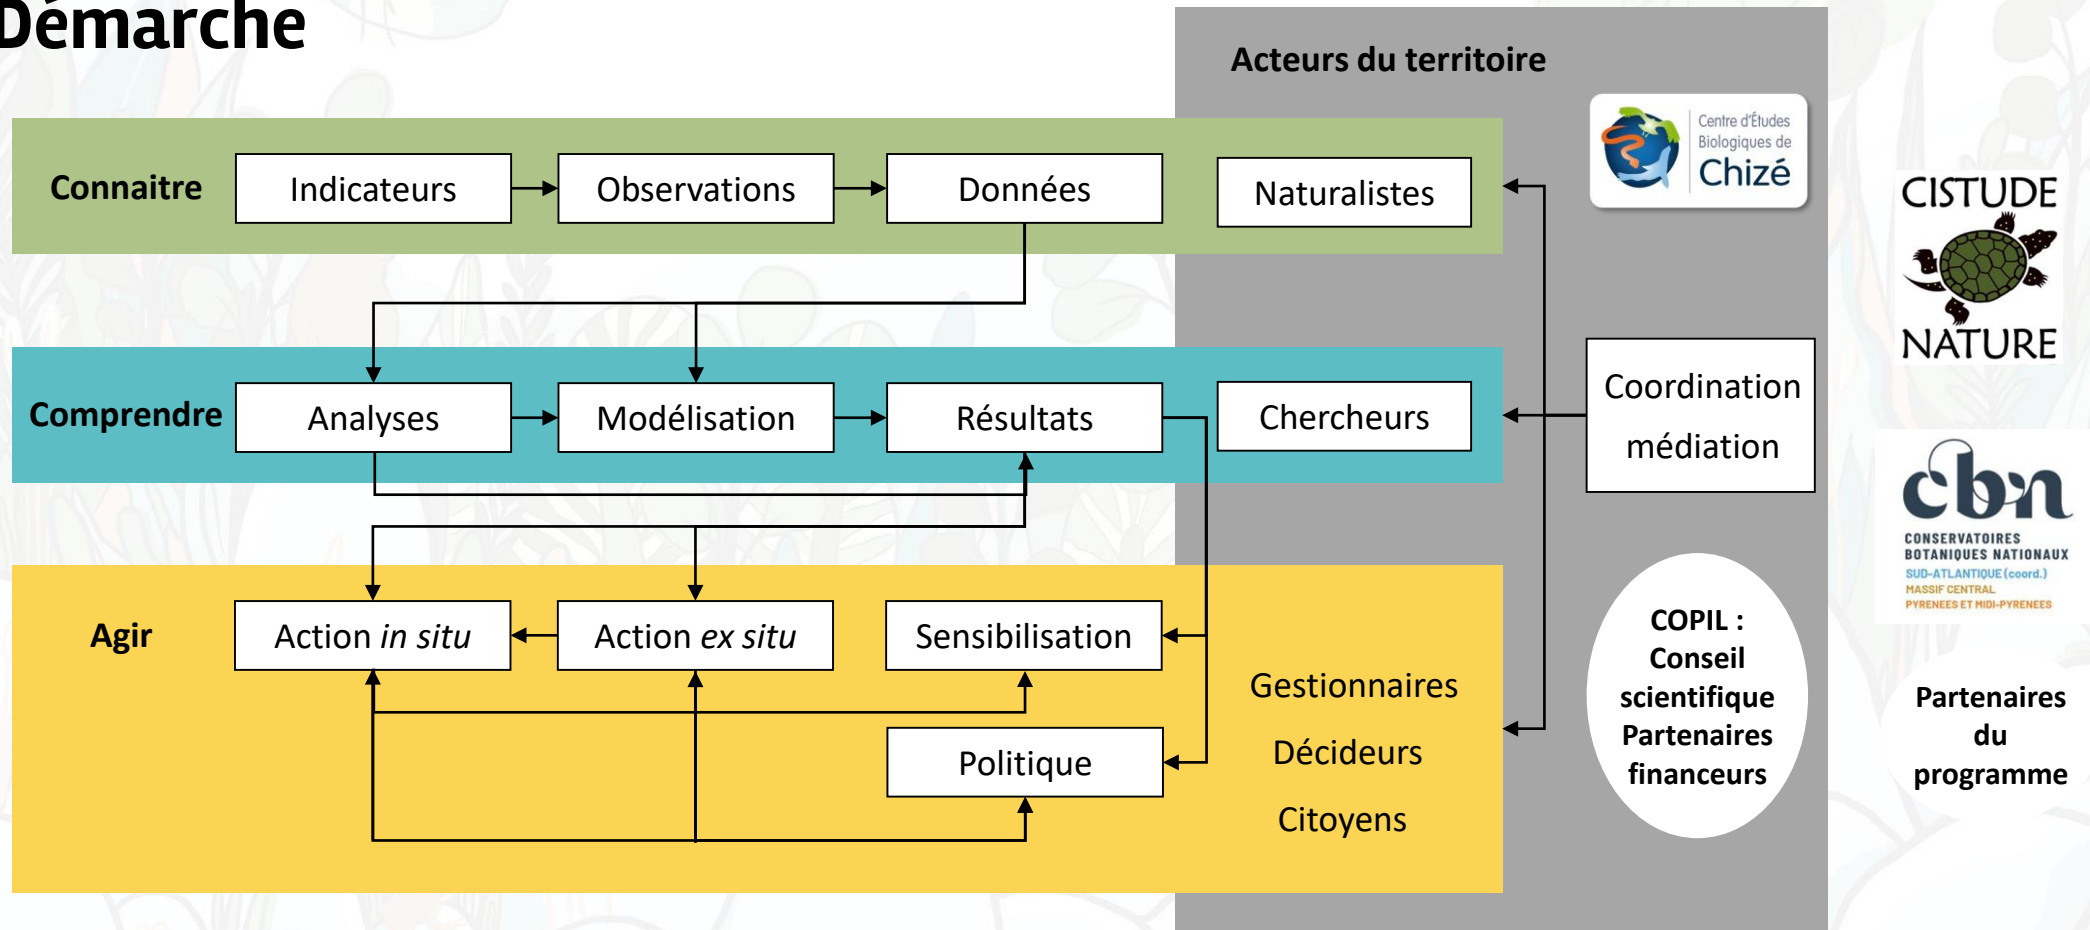 Démarche
Acteurs du territoire
Centre d'Études
Biologiques de
Chizé
Connaitre
Indicateurs
Observations
Données
Naturalistes
CISTUDE
NATURE
Comprendre
Analyses
Modélisation
Résultats
Chercheurs
Coordination
médiation
cbn
CONSERVATOIRES
BOTANIQUES NATIONAUX
SUD-ATLANTIQUE (coord.)
MASSIF CENTRAL
PYRENEES ET MIDI-PYRENEES
Agir
Action in situ
Action ex situ
Sensibilisation
Politique
Gestionnaires
Décideurs
Citoyens
COPIL :
Conseil
scientifique
Partenaires
financeurs
Partenaires
du
programme